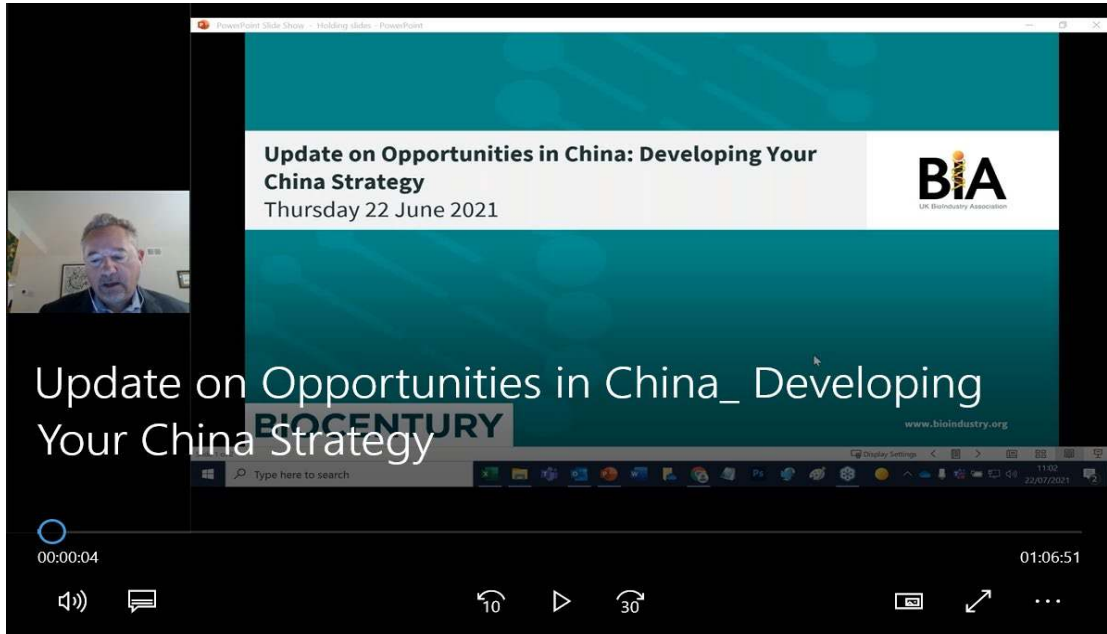 PowerPoint Slide Show - Holding slides - PowerPoint
Update on Opportunities in China: Developing Your
China Strategy
Thursday 22 June 2021
BIA
UK BioIndustry Association
Update on Opportunities in China_ Developing
Your China Strategy
BIOCENTURY
www.bioindustry.org
Display Settings
Type here to search
Ps
11:02
22/07/2021
2
00:00:04
01:06:51
10
30